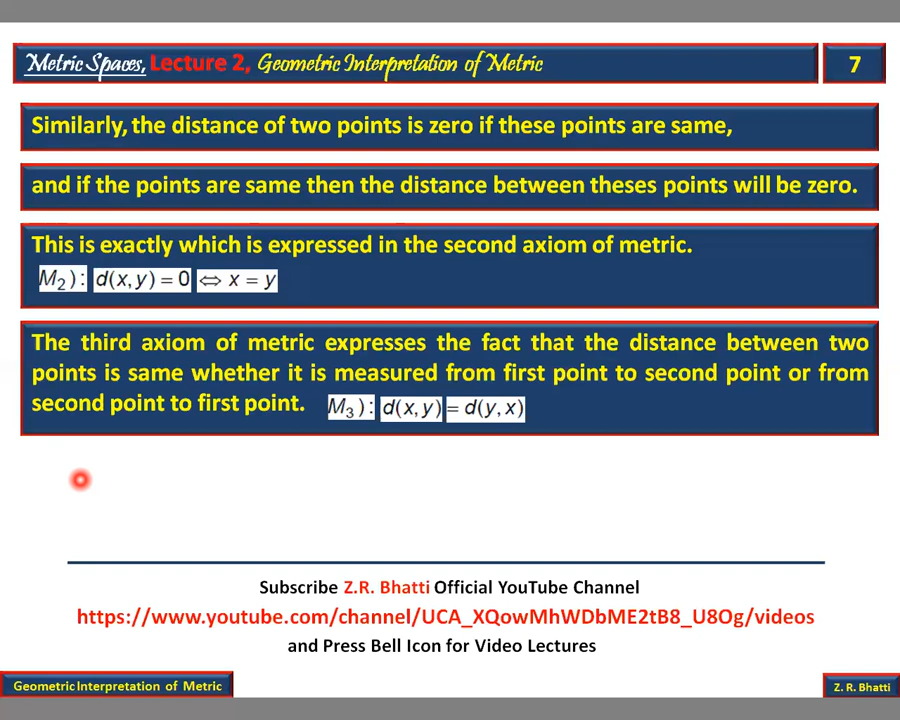 Metric Spaces, Lecture 2, Geometric Interpretation of Metric
7
Similarly, the distance of two points is zero if these points are same,
and if the points are same then the distance between theses points will be zero.
This is exactly which is expressed in the second axiom of metric.
M₂): d(x,y) = 0 ⇔ x = y
The third axiom of metric expresses the fact that the distance between two
points is same whether it is measured from first point to second point or from
second point to first point. M₃): d(x,y) = d(y,x)
Subscribe Z.R. Bhatti Official YouTube Channel
https://www.youtube.com/channel/UCA_XQowMhWDbME2tB8_U8Og/videos
and Press Bell Icon for Video Lectures
Geometric Interpretation of Metric
Z. R. Bhatti